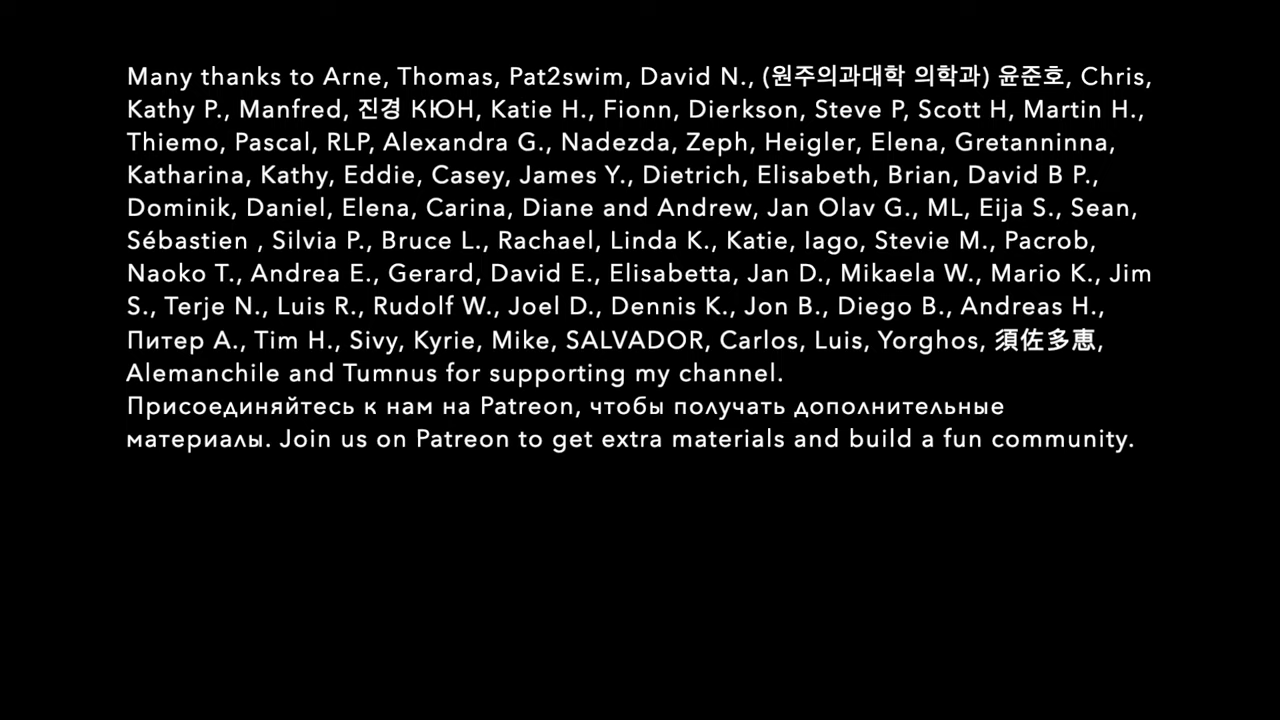 Many thanks to Arne, Thomas, Pat2swim, David N., (원주의과대학 의학과) 윤준호, Chris,
Kathy P., Manfred, 진경 КЮН, Katie H., Fionn, Dierkson, Steve P, Scott H, Martin H.,
Thiemo, Pascal, RLP, Alexandra G., Nadezda, Zeph, Heigler, Elena, Gretanninna,
Katharina, Kathy, Eddie, Casey, James Y., Dietrich, Elisabeth, Brian, David B P.,
Dominik, Daniel, Elena, Carina, Diane and Andrew, Jan Olav G., ML, Eija S., Sean,
Sébastien , Silvia P., Bruce L., Rachael, Linda K., Katie, Iago, Stevie M., Pacrob,
Naoko T., Andrea E., Gerard, David E., Elisabetta, Jan D., Mikaela W., Mario K., Jim
S., Terje N., Luis R., Rudolf W., Joel D., Dennis K., Jon B., Diego B., Andreas H.,
Питер А., Tim H., Sivy, Kyrie, Mike, SALVADOR, Carlos, Luis, Yorghos, 須佐多恵,
Alemanchile and Tumnus for supporting my channel.
Присоединяйтесь к нам на Patreon, чтобы получать дополнительные
материалы. Join us on Patreon to get extra materials and build a fun community.